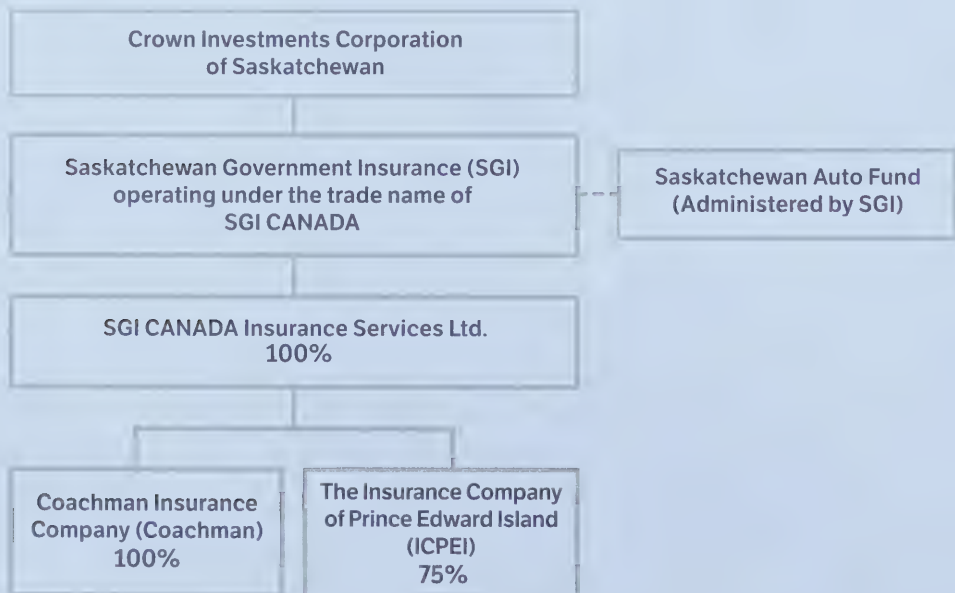 Crown Investments Corporation
of Saskatchewan
Saskatchewan Government Insurance (SGI)
operating under the trade name of
SGI CANADA
Saskatchewan Auto Fund
(Administered by SGI)
SGI CANADA Insurance Services Ltd.
100%
Coachman Insurance
Company (Coachman)
100%
The Insurance Company
of Prince Edward Island
(ICPEI)
75%